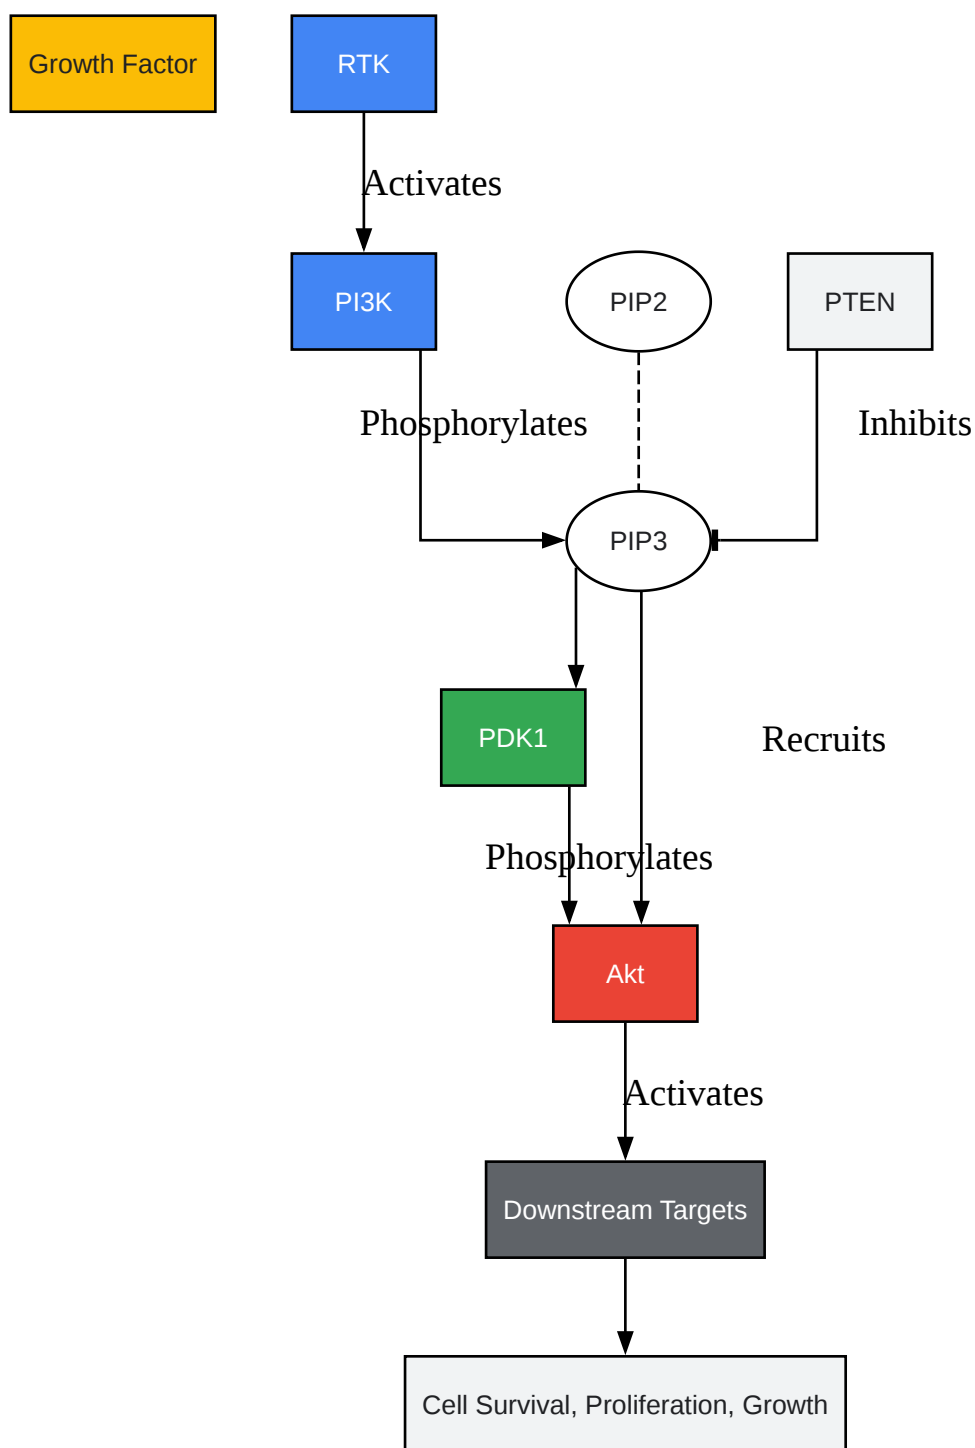 Growth Factor
RTK
Activates
PI3K
PIP2
PTEN
Phosphorylates
Inhibits
PIP3
PDK1
Recruits
Phosphorylates
Akt
Activates
Downstream Targets
Cell Survival, Proliferation, Growth